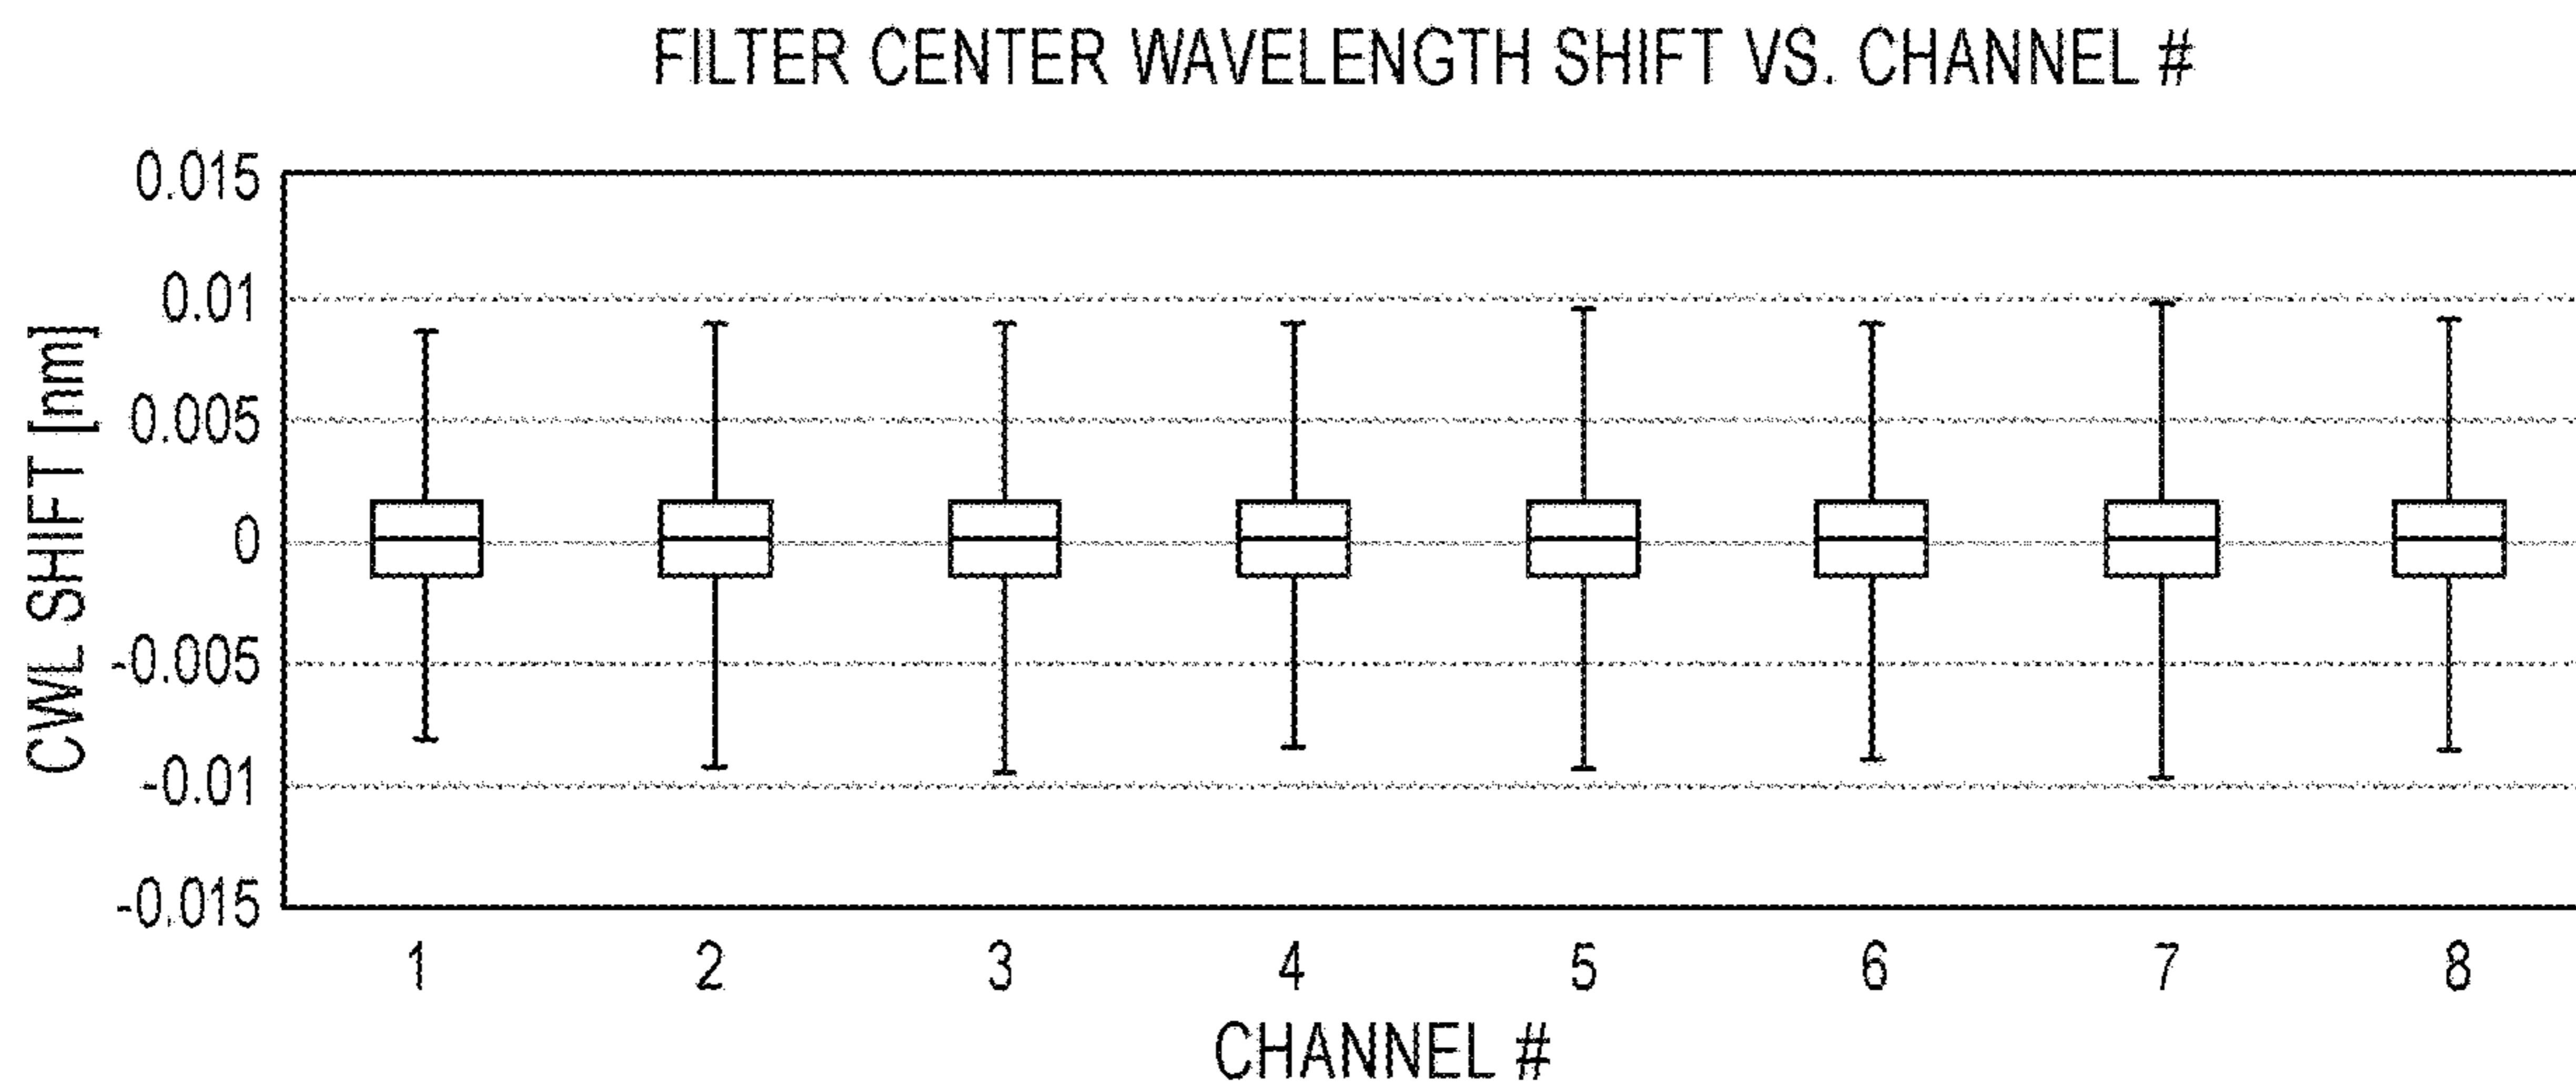 FILTER CENTER WAVELENGTH SHIFT VS. CHANNEL #
0.015
0.01
0.005
0
-0.005
-0.01
-0.015
CWL SHIFT [nm]
1 2 3 4 5 6 7 8
CHANNEL #